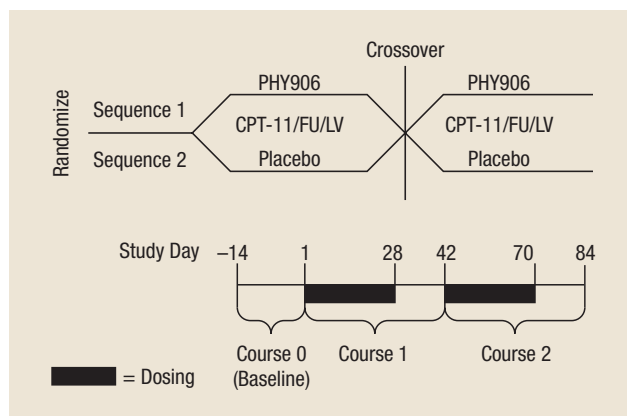 Crossover
Randomize
PHY906 PHY906
Sequence 1
CPT-11/FU/LV CPT-11/FU/LV
Sequence 2
Placebo Placebo
Study Day –14 1 28 42 70 84
Course 0 Course 1 Course 2
(Baseline)
= Dosing